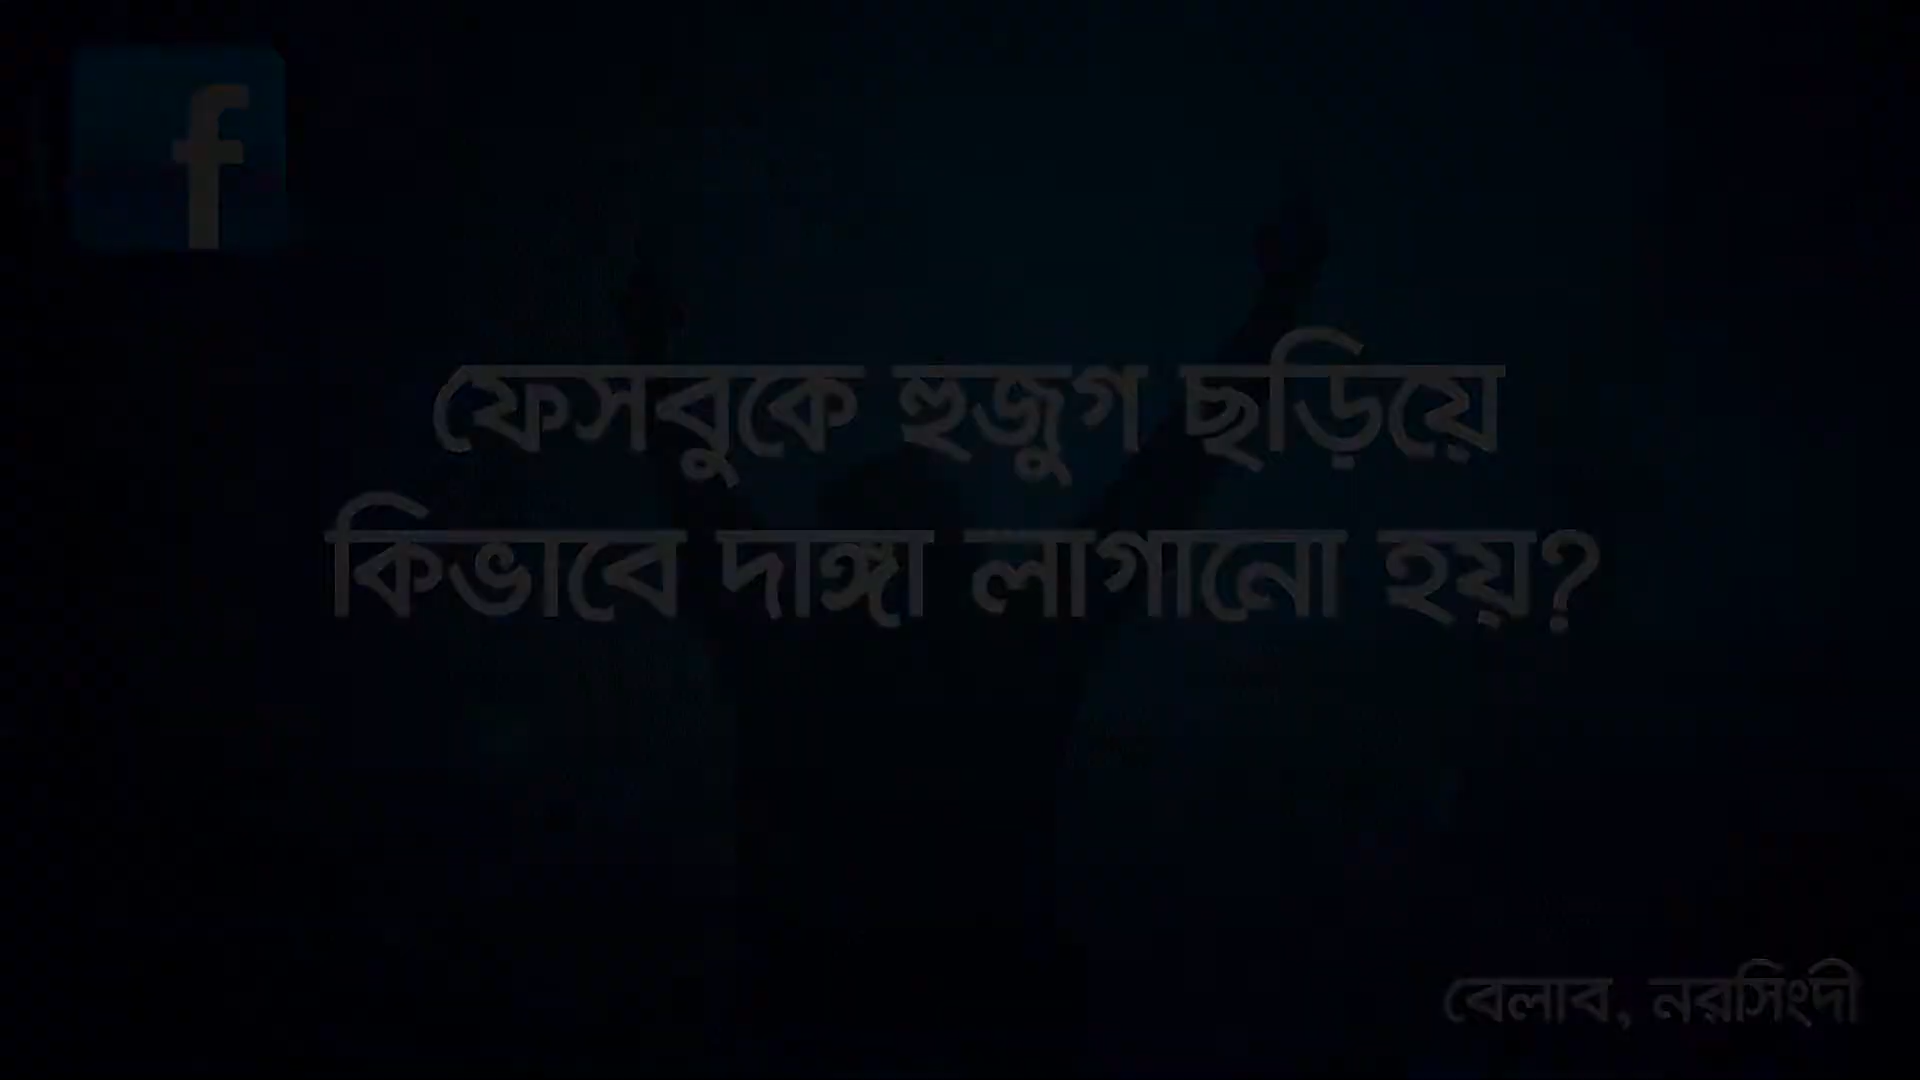 f
ফেসবুকে হুজুগ ছড়িয়ে
কিভাবে দাঙ্গা লাগানো হয়?
বেলাব, নরসিংদী